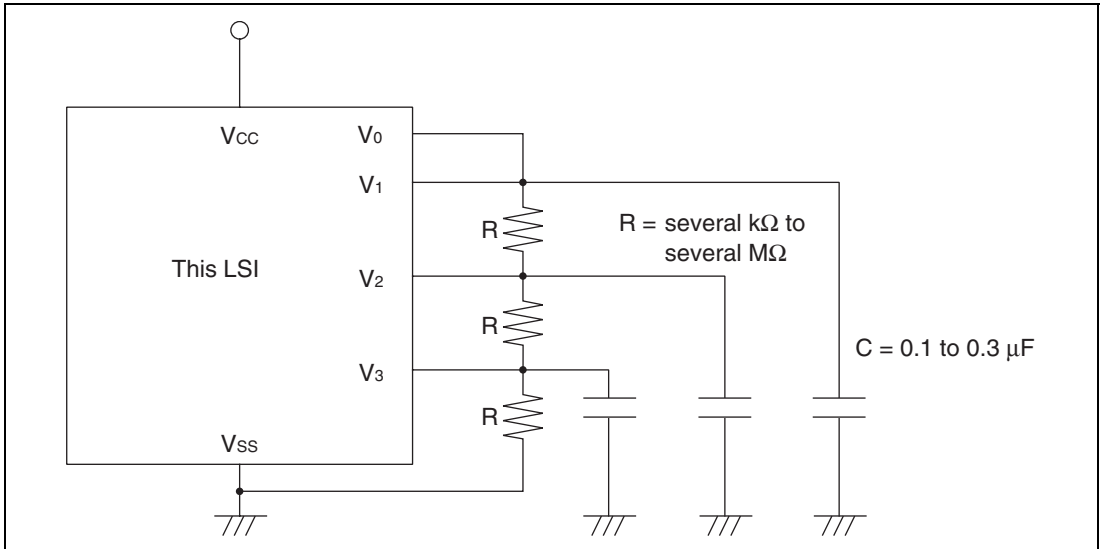 VCC
V0
V1
R
R = several kΩ to
several MΩ
This LSI
V2
R
C = 0.1 to 0.3 μF
V3
R
VSS